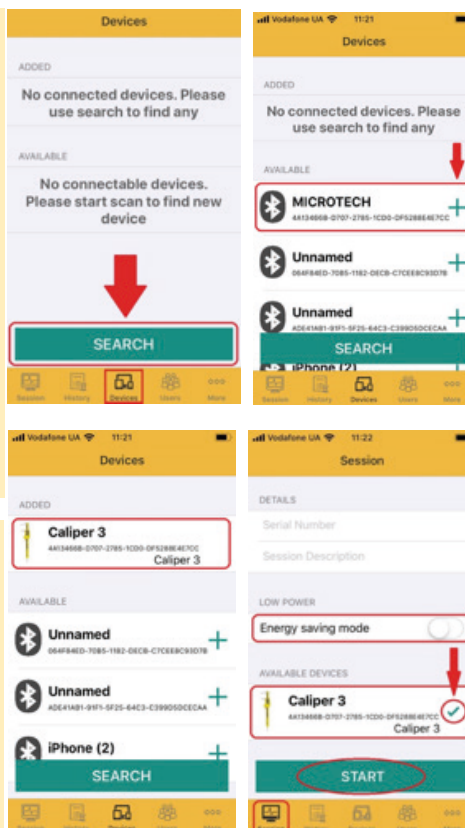 Devices
ADDED
No connected devices. Please
use search to find any
AVAILABLE
No connectable devices.
Please start scan to find new
device
SEARCH
Session History Devices Users More
Vodafone UA 11:21
Devices
ADDED
No connected devices. Please
use search to find any
AVAILABLE
MICROTECH
Unnamed
Unnamed
SEARCH
iPhone (2)
Session History Devices Users More
Vodafone UA 11:21
Devices
ADDED
Caliper 3
Caliper 3
AVAILABLE
Unnamed
Unnamed
iPhone (2)
SEARCH
Vodafone UA 11:22
Session
DETAILS
Serial Number
Session Description
LOW POWER
Energy saving mode
AVAILABLE DEVICES
Caliper 3
Caliper 3
START